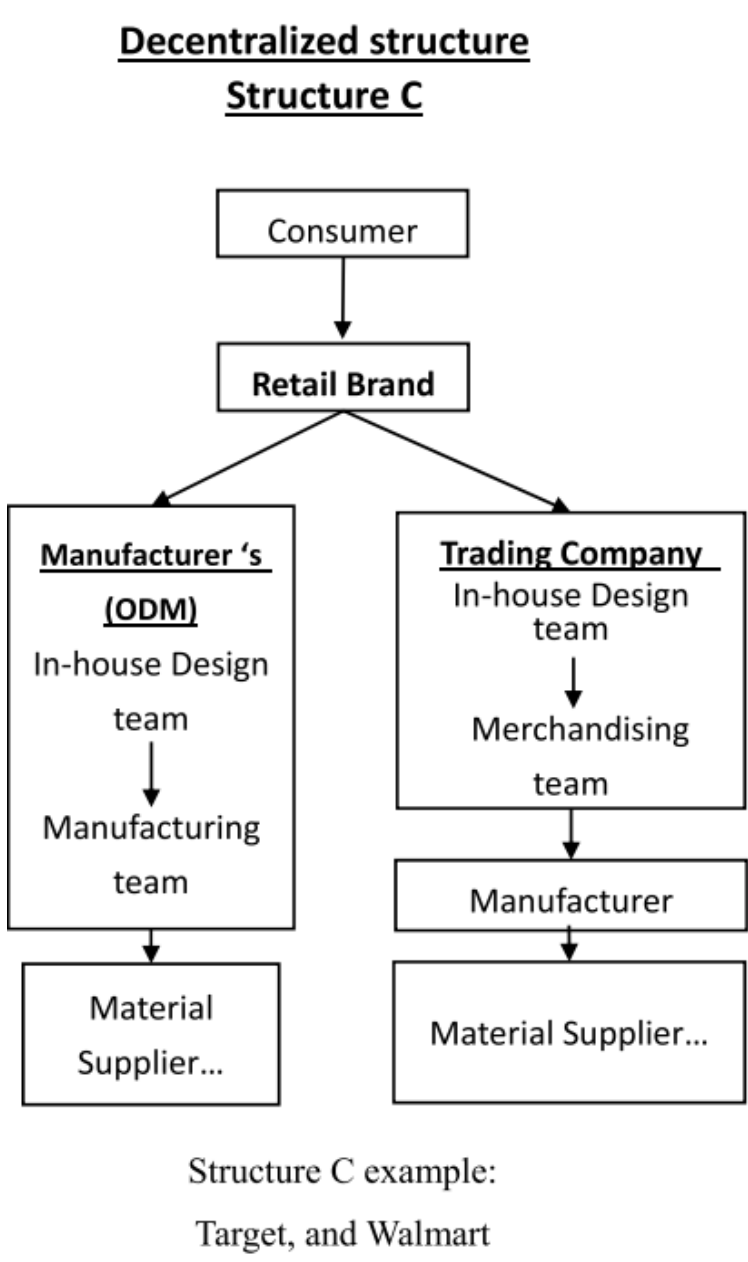 Decentralized structure
Structure C
Consumer
Retail Brand
Manufacturer ‘s
(ODM)
In-house Design
team
Manufacturing
team
Material
Supplier...
Trading Company
In-house Design
team
Merchandising
team
Manufacturer
Material Supplier...
Structure C example:
Target, and Walmart